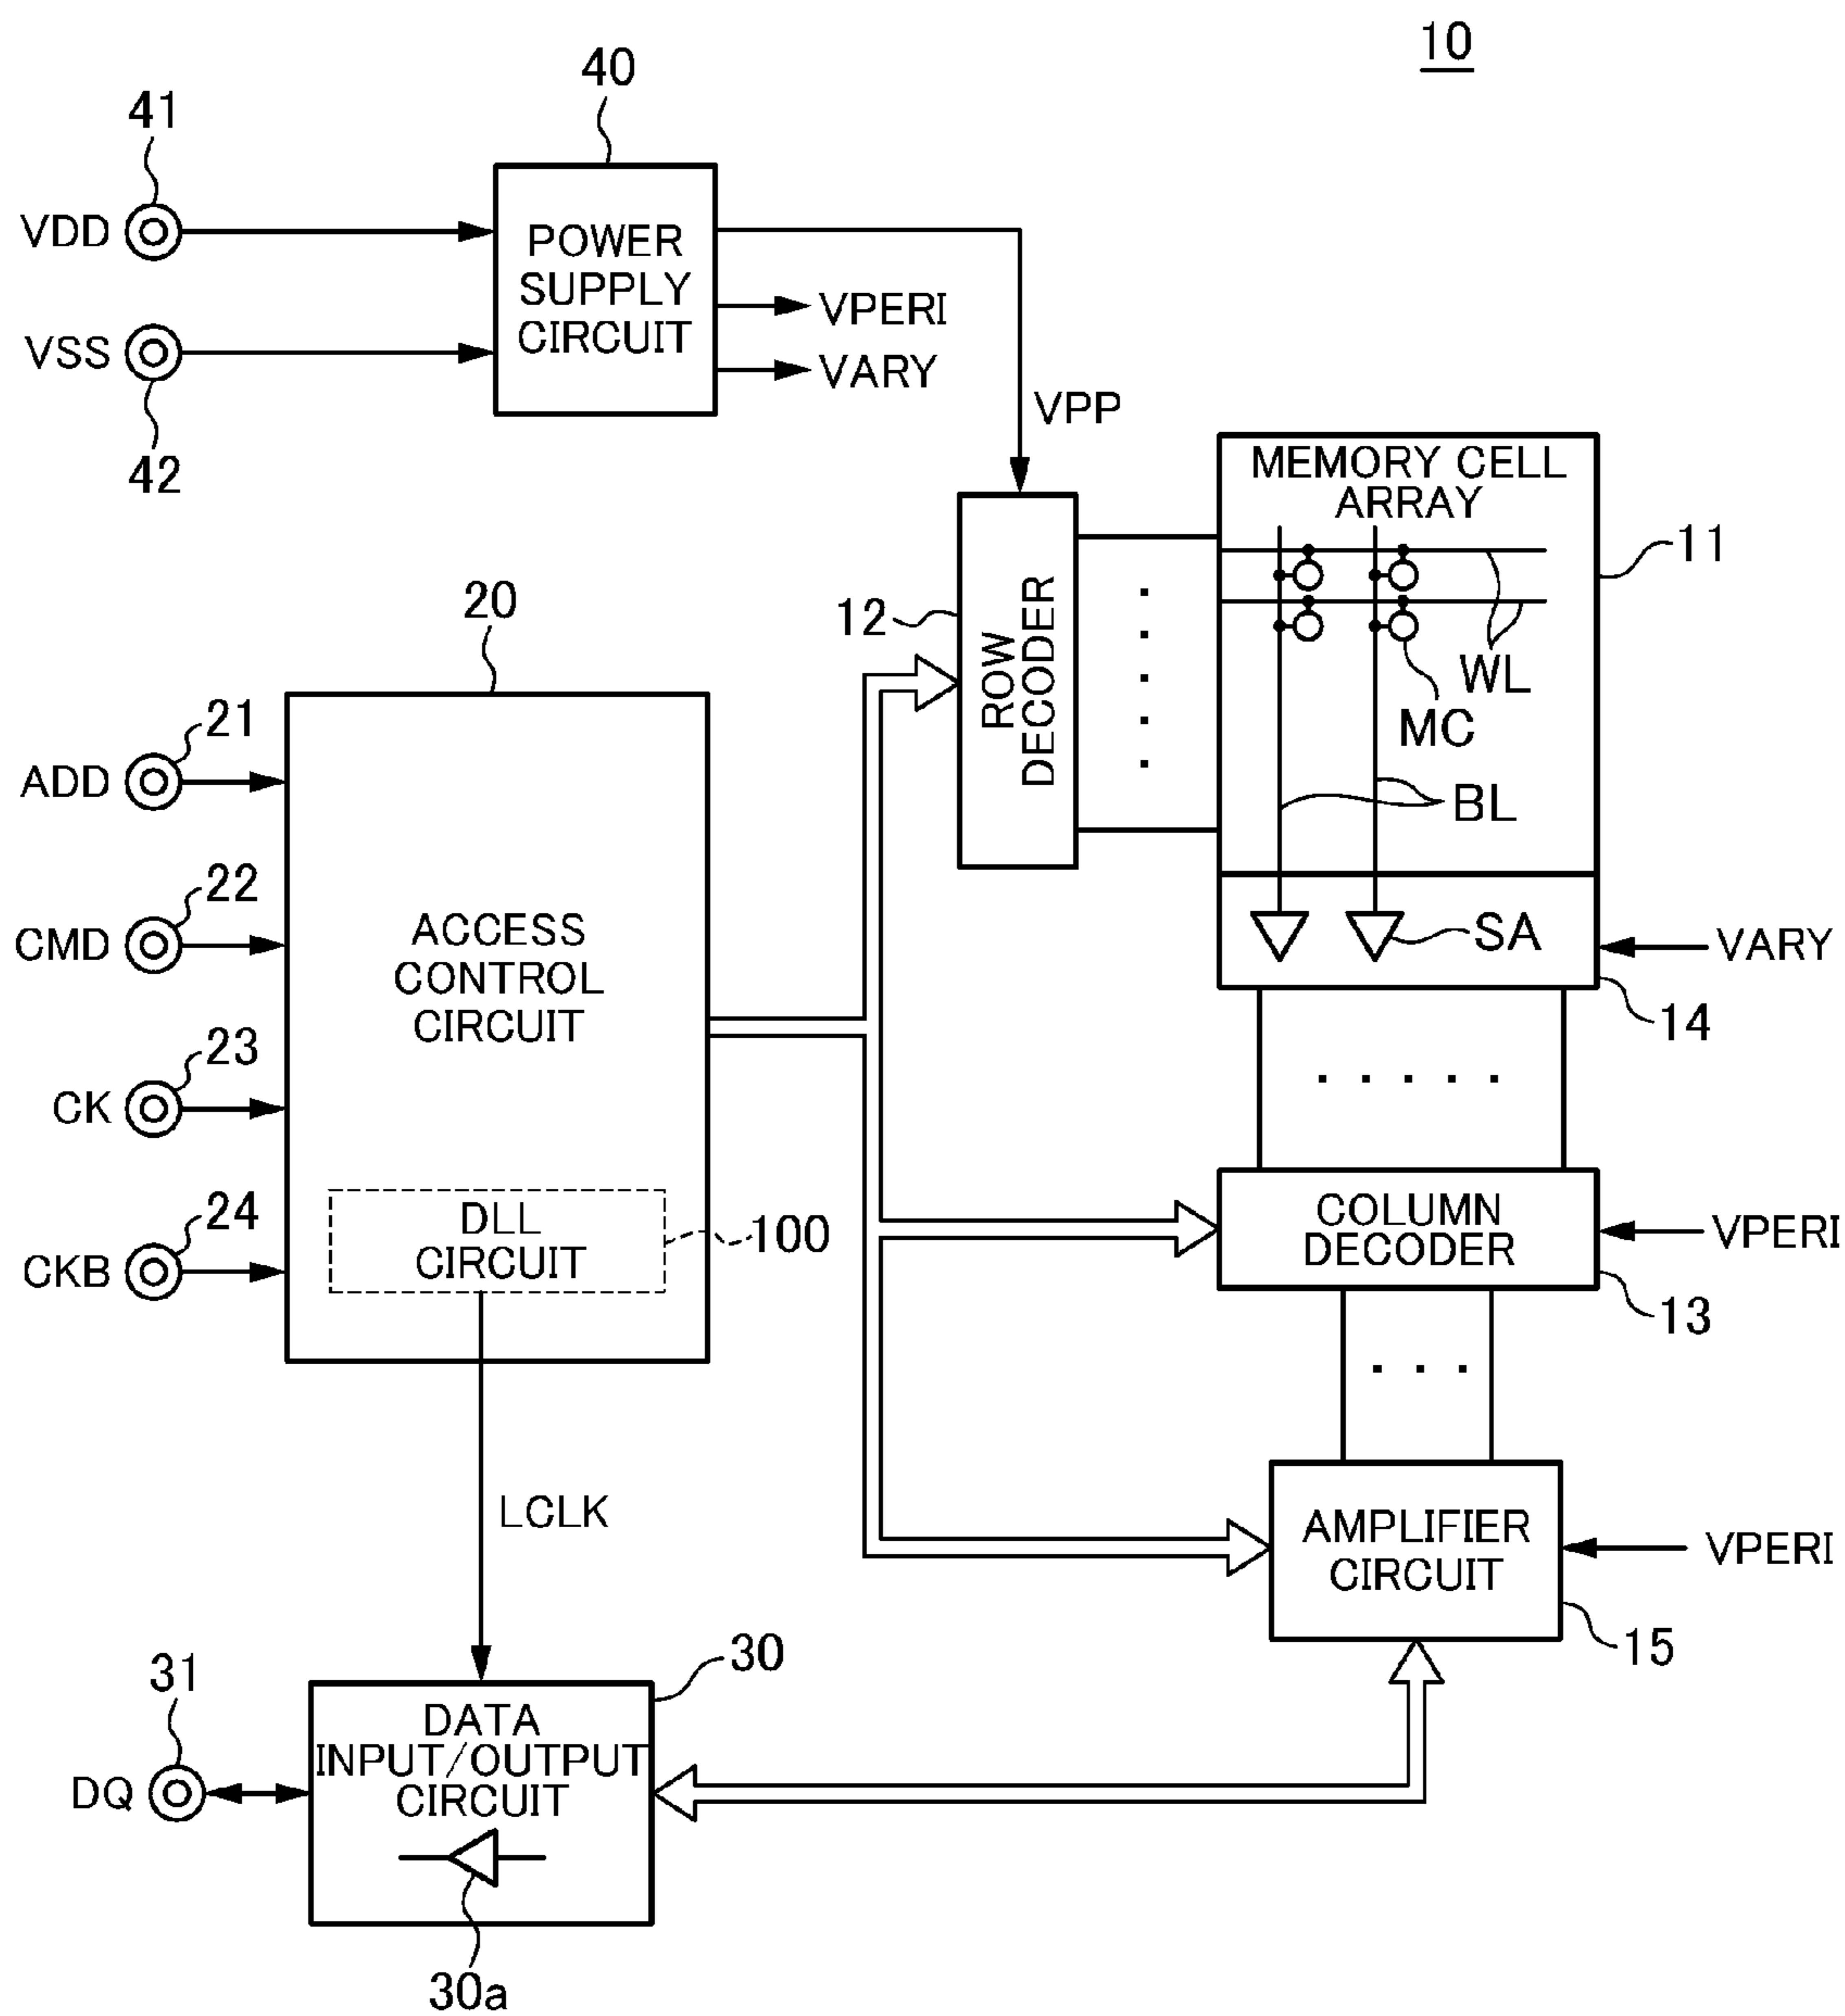 10
40
41
VDD
POWER
SUPPLY
CIRCUIT
VPERI
VSS
VARY
VPP
42
MEMORY CELL
ARRAY
11
12
ROW
DECODER
WL
MC
BL
20
21
ADD
22
CMD
ACCESS
CONTROL
CIRCUIT
SA
VARY
14
23
CK
24
CKB
DLL
CIRCUIT
100
COLUMN
DECODER
VPERI
13
LCLK
AMPLIFIER
CIRCUIT
VPERI
15
30
31
DQ
DATA
INPUT/OUTPUT
CIRCUIT
30a